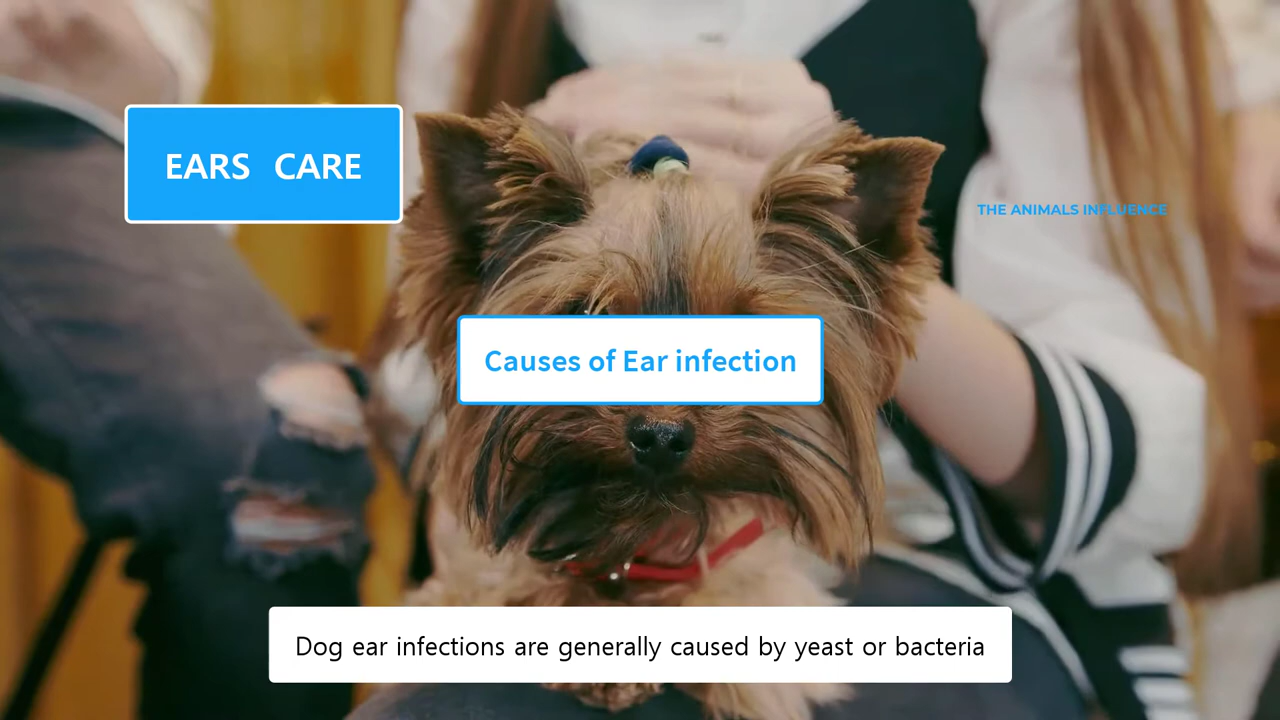 EARS CARE
THE ANIMALS INFLUENCE
Causes of Ear infection
Dog ear infections are generally caused by yeast or bacteria